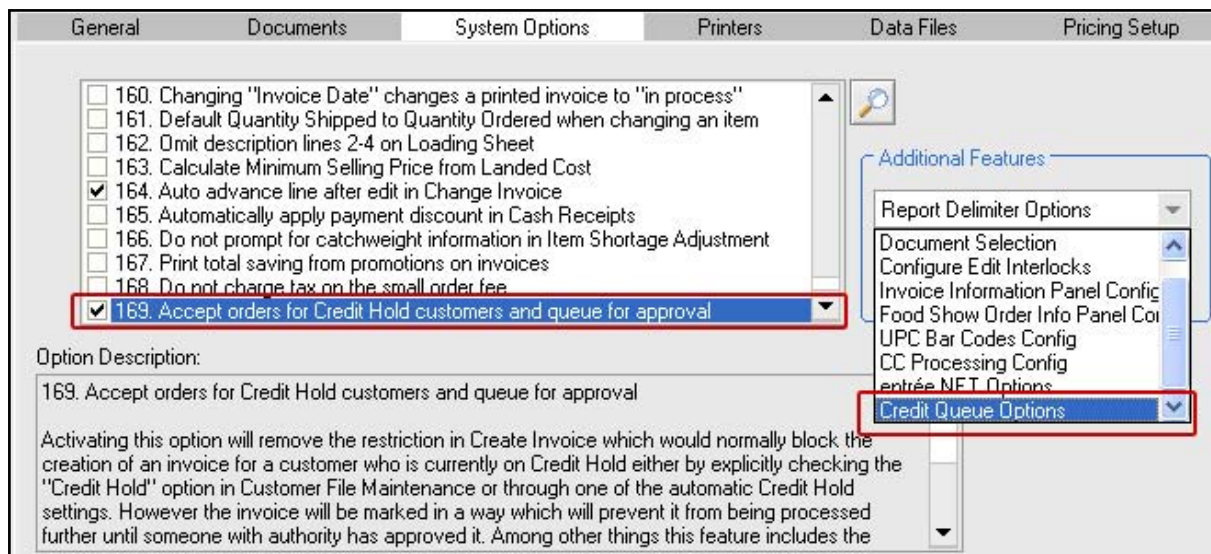 General Documents System Options Printers Data Files Pricing Setup
160. Changing "Invoice Date" changes a printed invoice to "in process"
161. Default Quantity Shipped to Quantity Ordered when changing an item
162. Omit description lines 2-4 on Loading Sheet
163. Calculate Minimum Selling Price from Landed Cost
164. Auto advance line after edit in Change Invoice
165. Automatically apply payment discount in Cash Receipts
166. Do not prompt for catchweight information in Item Shortage Adjustment
167. Print total saving from promotions on invoices
168. Do not charge tax on the small order fee
169. Accept orders for Credit Hold customers and queue for approval
Additional Features
Report Delimiter Options
Document Selection
Configure Edit Interlocks
Invoice Information Panel Config
Food Show Order Info Panel Con
UPC Bar Codes Config
CC Processing Config
entrée.NET Options
Credit Queue Options
Option Description:
169. Accept orders for Credit Hold customers and queue for approval
Activating this option will remove the restriction in Create Invoice which would normally block the
creation of an invoice for a customer who is currently on Credit Hold either by explicitly checking the
"Credit Hold" option in Customer File Maintenance or through one of the automatic Credit Hold
settings. However the invoice will be marked in a way which will prevent it from being processed
further until someone with authority has approved it. Among other things this feature includes the